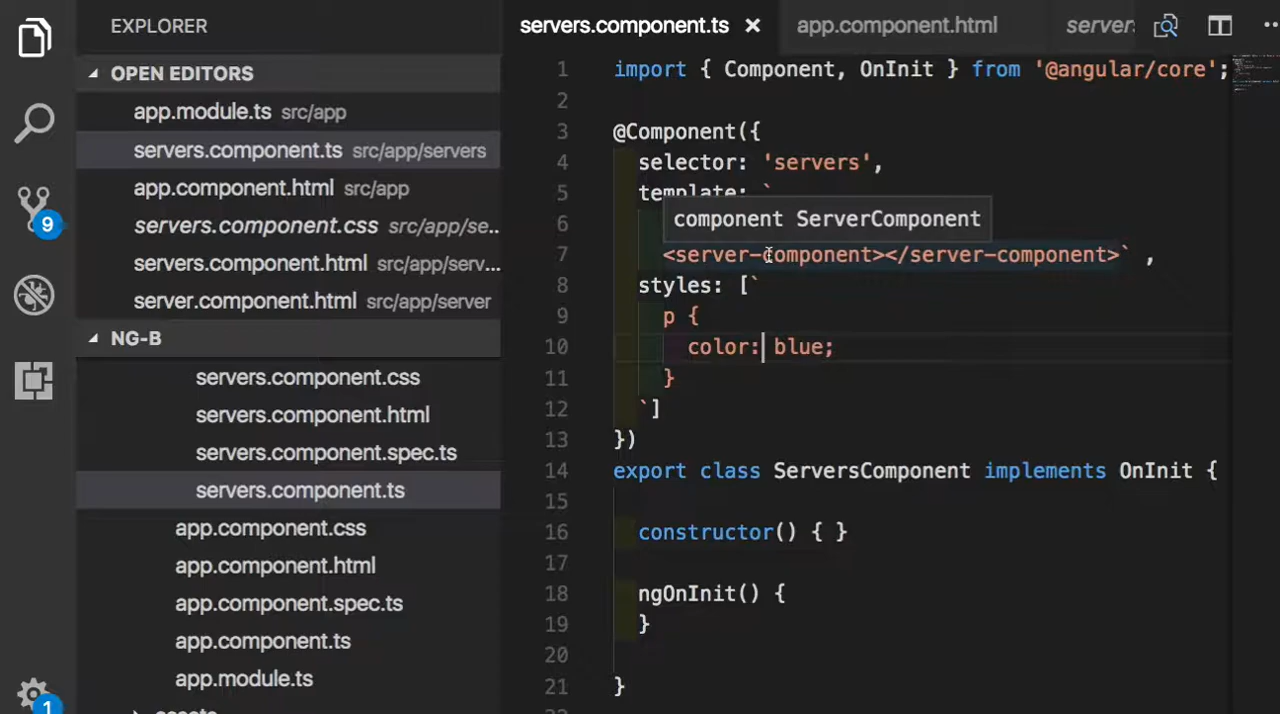 EXPLORER
OPEN EDITORS
app.module.ts src/app
servers.component.ts src/app/servers
app.component.html src/app
servers.component.css src/app/se...
servers.component.html src/app/serv...
server.component.html src/app/server
NG-B
servers.component.css
servers.component.html
servers.component.spec.ts
servers.component.ts
app.component.css
app.component.html
app.component.spec.ts
app.component.ts
app.module.ts
9
1
servers.component.ts app.component.html server
1 import { Component, OnInit } from '@angular/core';
2
3 @Component({
4 selector: 'servers',
5 template: `
6
component ServerComponent
7 <server-component></server-component>` ,
8 styles: [`
9 p {
10 color: blue;
11 }
12 `]
13 })
14 export class ServersComponent implements OnInit {
15
16 constructor() { }
17
18 ngOnInit() {
19 }
20
21 }